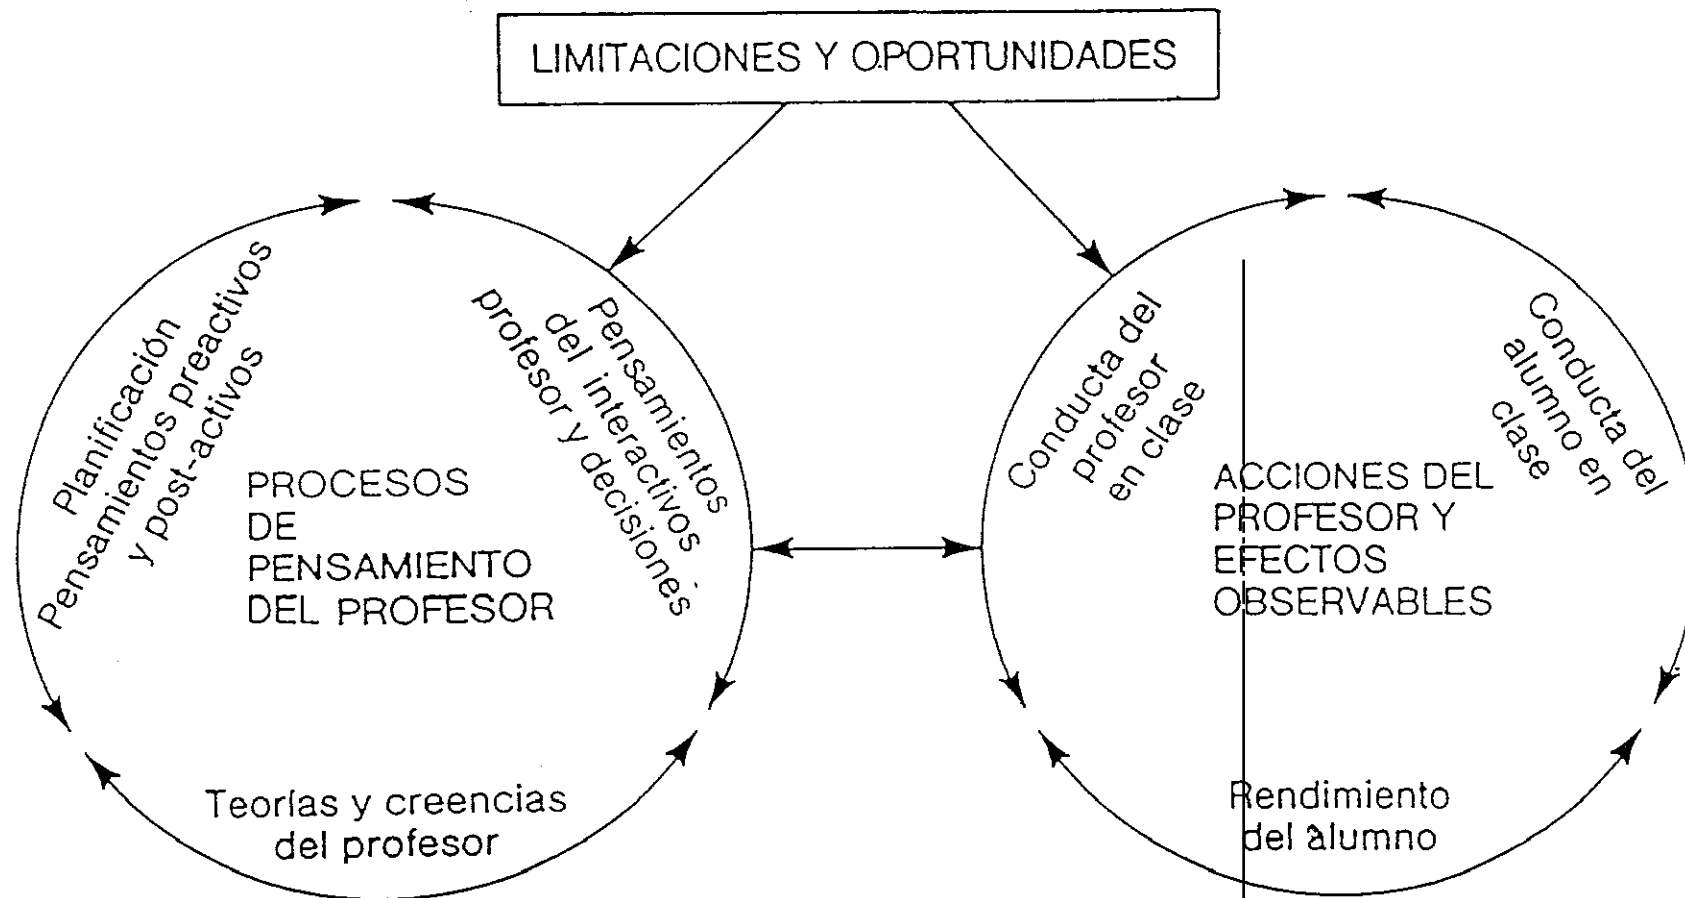 LIMITACIONES Y OPORTUNIDADES
Planificación
Pensamientos preactivos
y post-activos
Pensamientos
del interactivos
profesor y decisiones
PROCESOS
DE
PENSAMIENTO
DEL PROFESOR
Teorías y creencias
del profesor
Conducta del
profesor
en clase
Conducta del
alumno en
clase
ACCIONES DEL
PROFESOR Y
EFECTOS
OBSERVABLES
Rendimiento
del alumno